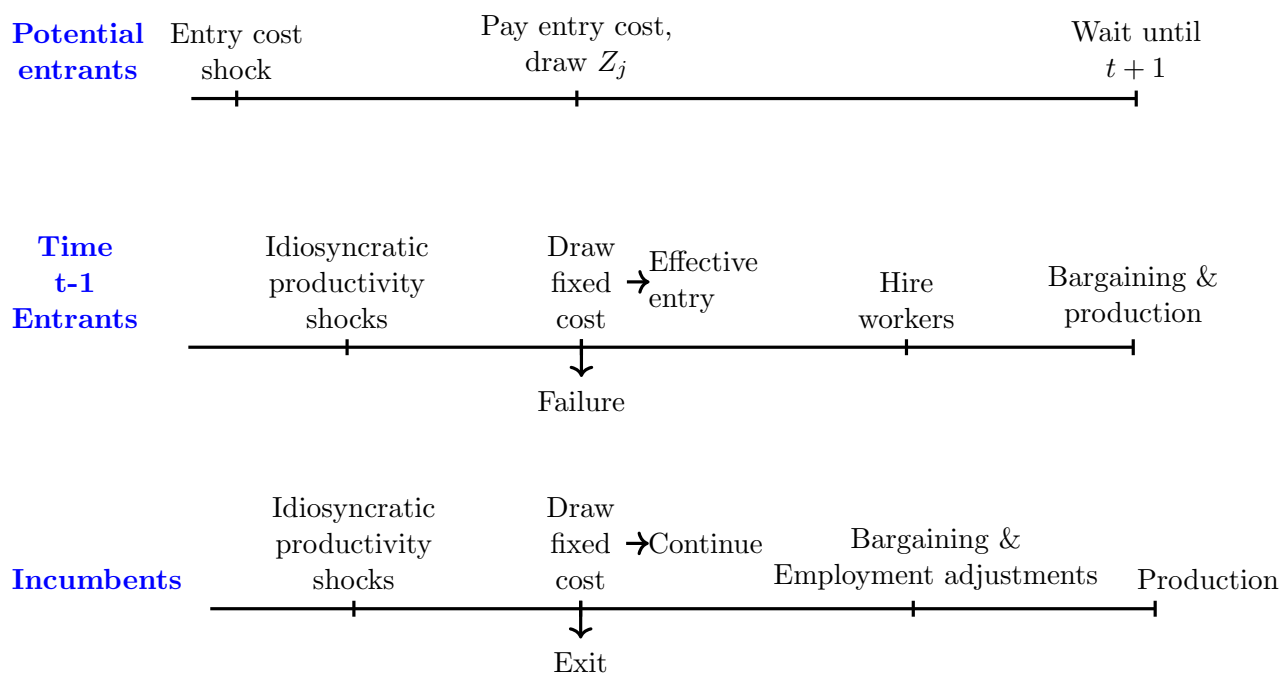 Potential
entrants
Entry cost
shock
Pay entry cost,
draw Z_j
Wait until
t + 1
Time
t-1
Entrants
Idiosyncratic
productivity
shocks
Draw
fixed
cost
Effective
entry
Failure
Hire
workers
Bargaining &
production
Incumbents
Idiosyncratic
productivity
shocks
Draw
fixed
cost
Continue
Exit
Bargaining &
Employment adjustments
Production